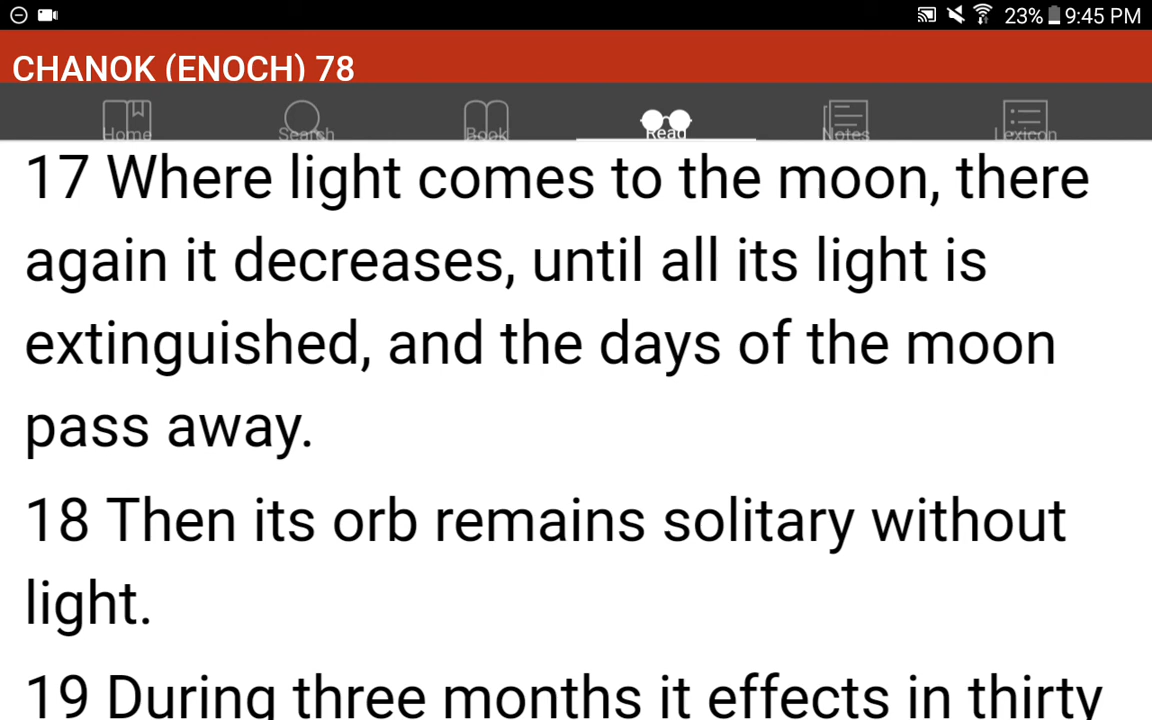 23% 9:45 PM
CHANOK (ENOCH) 78
Home Search Book Read Notes Lexicon
17 Where light comes to the moon, there
again it decreases, until all its light is
extinguished, and the days of the moon
pass away.
18 Then its orb remains solitary without
light.
19 During three months it effects in thirty